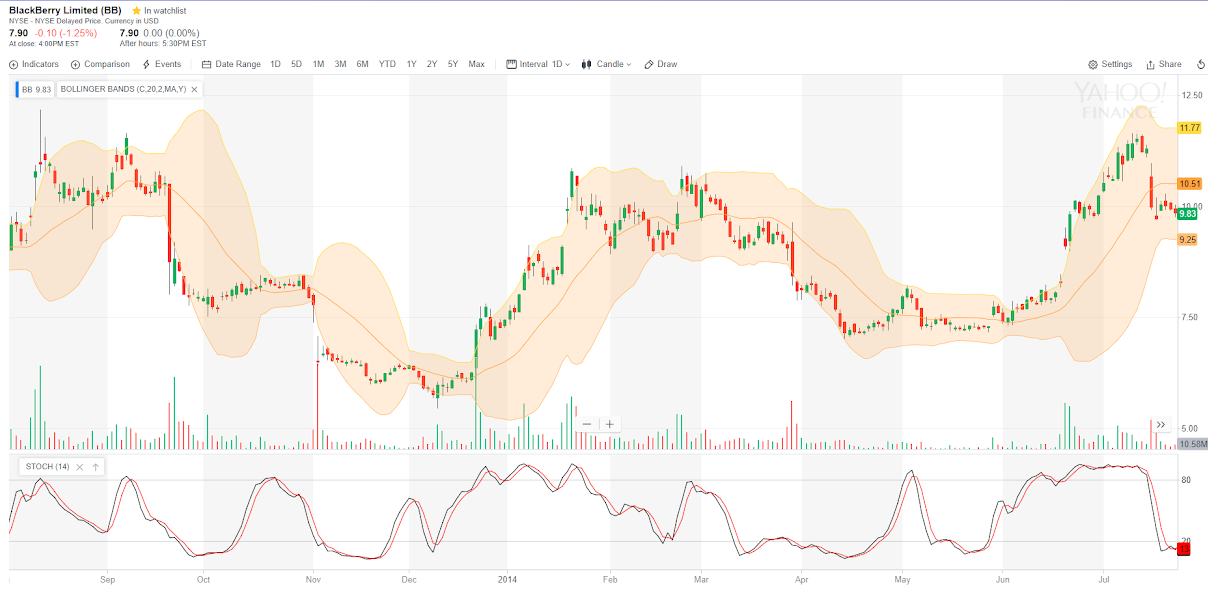 BlackBerry Limited (BB) In watchlist
NYSE - NYSE Delayed Price. Currency in USD
7.90 -0.10 (-1.25%) 7.90 0.00 (0.00%)
At close: 4:00PM EST After hours: 5:30PM EST
Indicators Comparison Events Date Range 1D 5D 1M 3M 6M YTD 1Y 2Y 5Y Max Interval 1D Candle Draw Settings Share
BB 9.83 BOLLINGER BANDS (C,20,2,MA,Y)
YAHOO!
FINANCE
12.50
11.77
10.51
10.00
9.83
9.25
7.50
5.00
10.58M
STOCH (14)
80
20
13
Sep Oct Nov Dec 2014 Feb Mar Apr May Jun Jul